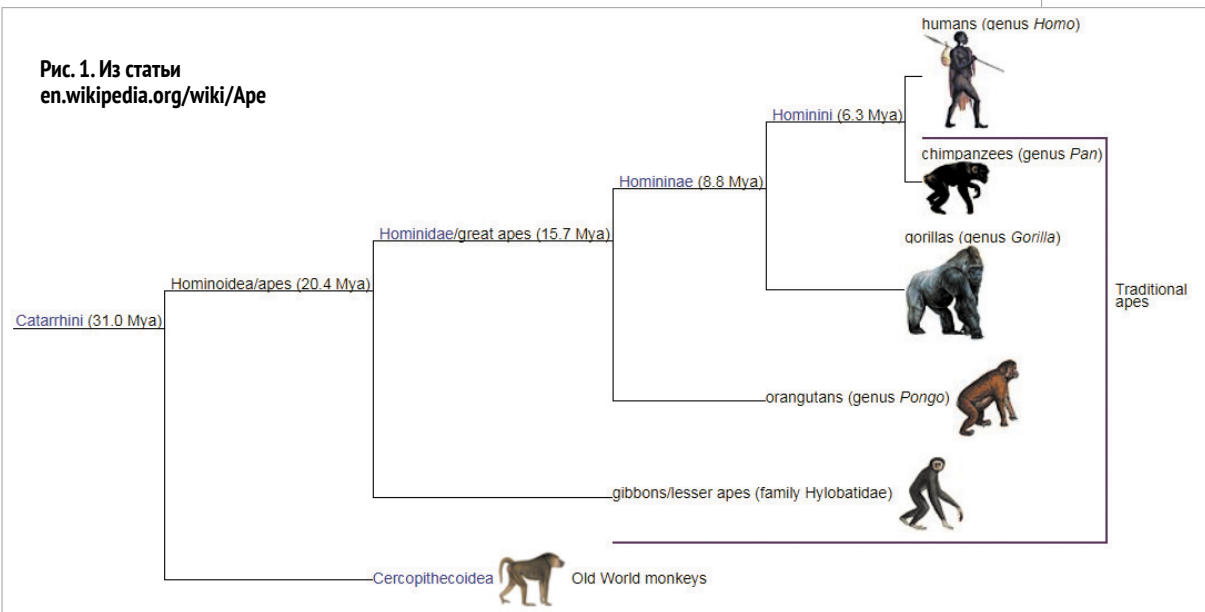 Рис. 1. Из статьи
en.wikipedia.org/wiki/Ape
humans (genus Homo)
Hominini (6.3 Mya)
chimpanzees (genus Pan)
Homininae (8.8 Mya)
Hominidae/great apes (15.7 Mya)
gorillas (genus Gorilla)
Hominoidea/apes (20.4 Mya)
Traditional
apes
Catarrhini (31.0 Mya)
orangutans (genus Pongo)
gibbons/lesser apes (family Hylobatidae)
Cercopithecoidea
Old World monkeys